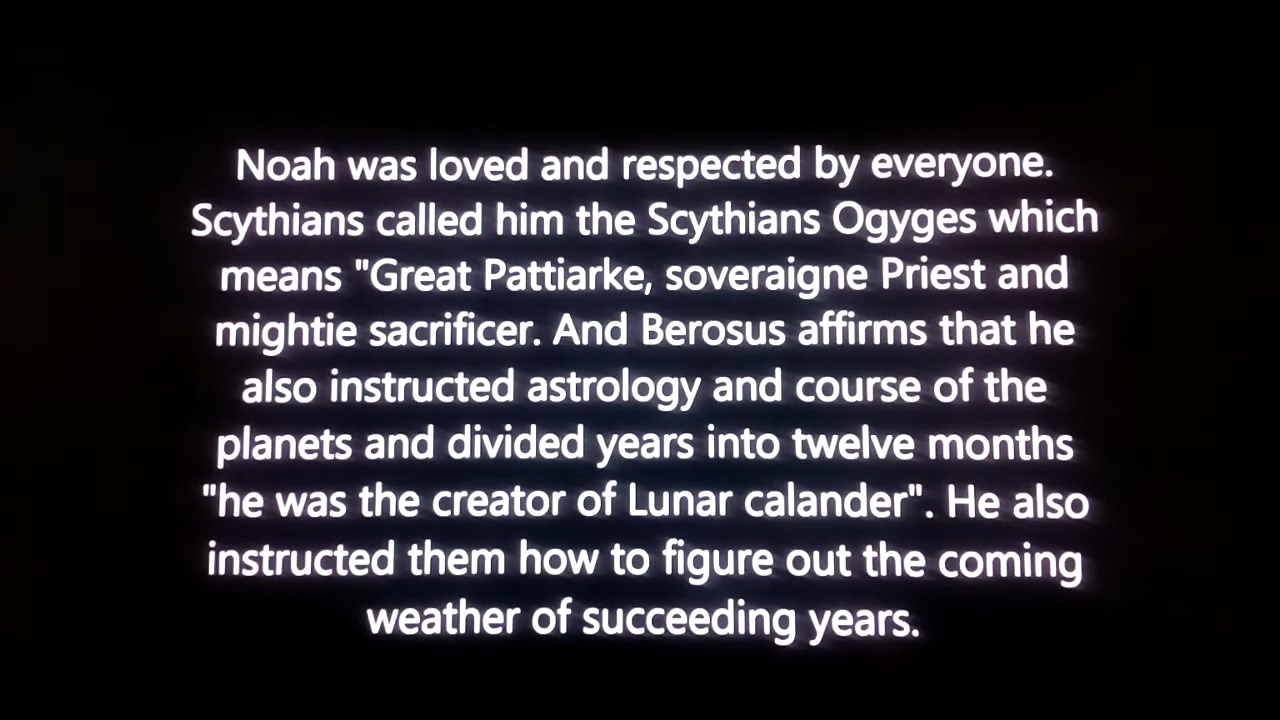 Noah was loved and respected by everyone.
Scythians called him the Scythians Ogyges which
means "Great Pattiarke, soveraigne Priest and
mightie sacrificer. And Berosus affirms that he
also instructed astrology and course of the
planets and divided years into twelve months
"he was the creator of Lunar calander". He also
instructed them how to figure out the coming
weather of succeeding years.